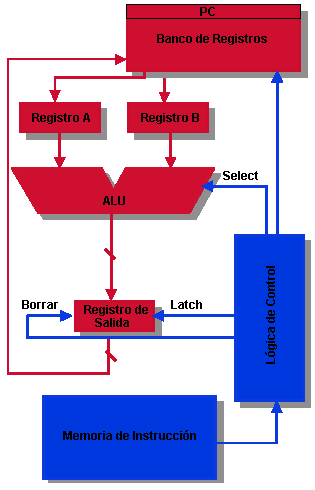 PC
Banco de Registros
Registro A
Registro B
ALU
Select
Borrar
Registro de
Salida
Latch
Lógica de Control
Memoria de Instrucción